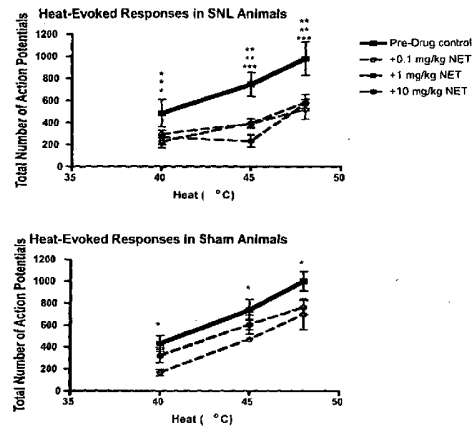 Heat-Evoked Responses in SNL Animals
Total Number of Action Potentials
1200
1000
800
600
400
200
0
* ** **
* ** **
* *** ***
35 40 45 50
Heat ( °C)
Pre-Drug control
+0.1 mg/kg NET
+1 mg/kg NET
+10 mg/kg NET
Heat-Evoked Responses in Sham Animals
Total Number of Action Potentials
1200
1000
800
600
400
200
0
* * *
35 40 45 50
Heat ( °C)